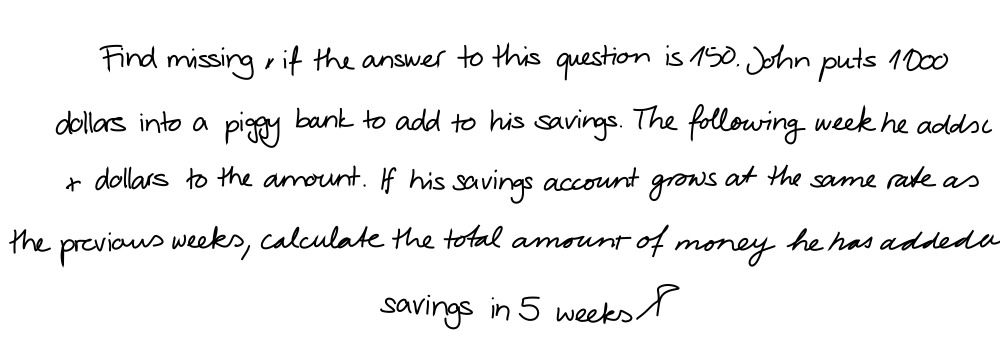 Find missing r if the answer to this question is 150. John puts 1000
dollars into a piggy bank to add to his savings. The following week he adds
r dollars to the amount. If his savings account grows at the same rate as
the previous weeks, calculate the total amount of money he has added
savings in 5 weeks?